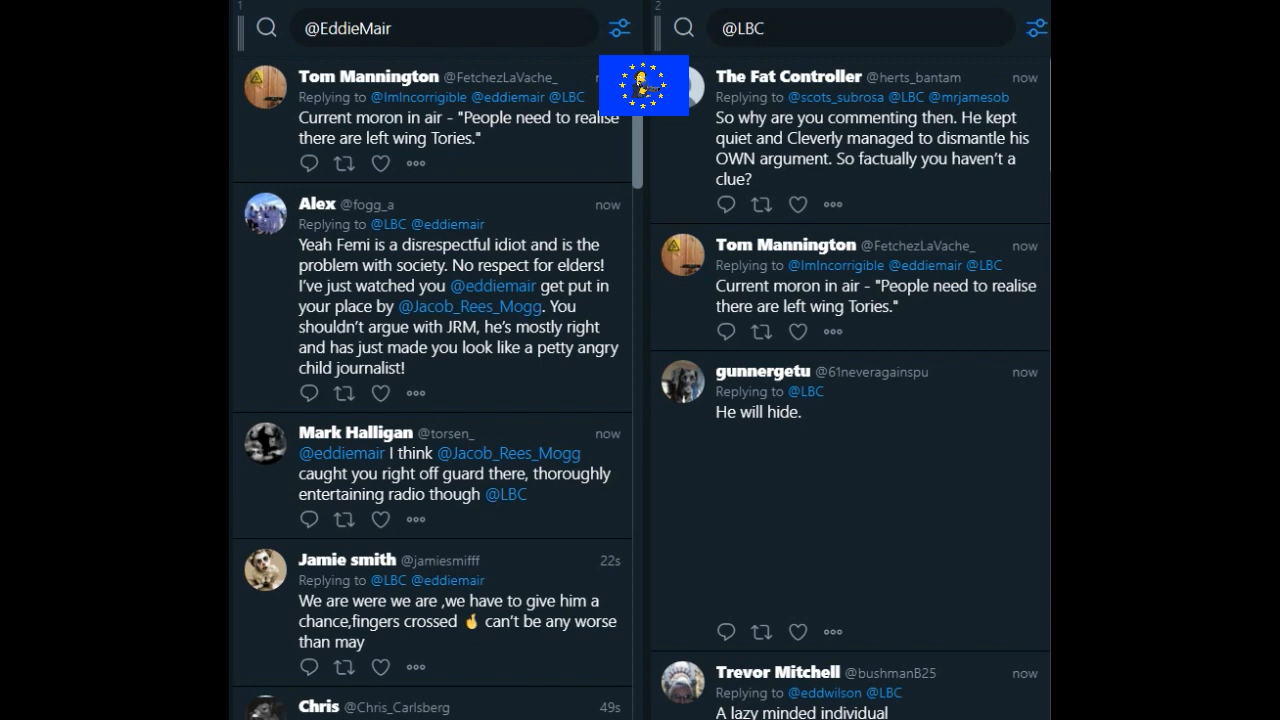 1
@EddieMair
Tom Mannington @FetchezLaVache_
Replying to @ImIncorrigible @eddiemair @LBC
Current moron in air - "People need to realise
there are left wing Tories."
Alex @fogg_a now
Replying to @LBC @eddiemair
Yeah Femi is a disrespectful idiot and is the
problem with society. No respect for elders!
I've just watched you @eddiemair get put in
your place by @Jacob_Rees_Mogg. You
shouldn't argue with JRM, he's mostly right
and has just made you look like a petty angry
child journalist!
Mark Halligan @torsen_ now
@eddiemair I think @Jacob_Rees_Mogg
caught you right off guard there, thoroughly
entertaining radio though @LBC
Jamie smith @jamiesmifff 22s
Replying to @LBC @eddiemair
We are were we are ,we have to give him a
chance,fingers crossed 🤞 can't be any worse
than may
Chris @Chris_Carlsberg 49s
2
@LBC
The Fat Controller @herts_bantam now
Replying to @scots_subrosa @LBC @mrjamesob
So why are you commenting then. He kept
quiet and Cleverly managed to dismantle his
OWN argument. So factually you haven't a
clue?
Tom Mannington @FetchezLaVache_ now
Replying to @ImIncorrigible @eddiemair @LBC
Current moron in air - "People need to realise
there are left wing Tories."
gunnergetu @61neveragainspu now
Replying to @LBC
He will hide.
Trevor Mitchell @bushmanB25 now
Replying to @eddwilson @LBC
A lazy minded individual